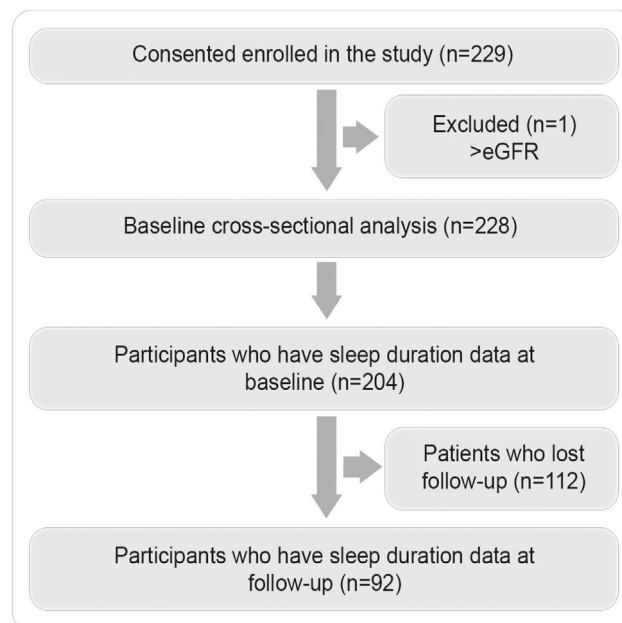 Consented enrolled in the study (n=229)
Excluded (n=1)
>eGFR
Baseline cross-sectional analysis (n=228)
Participants who have sleep duration data at
baseline (n=204)
Patients who lost
follow-up (n=112)
Participants who have sleep duration data at
follow-up (n=92)